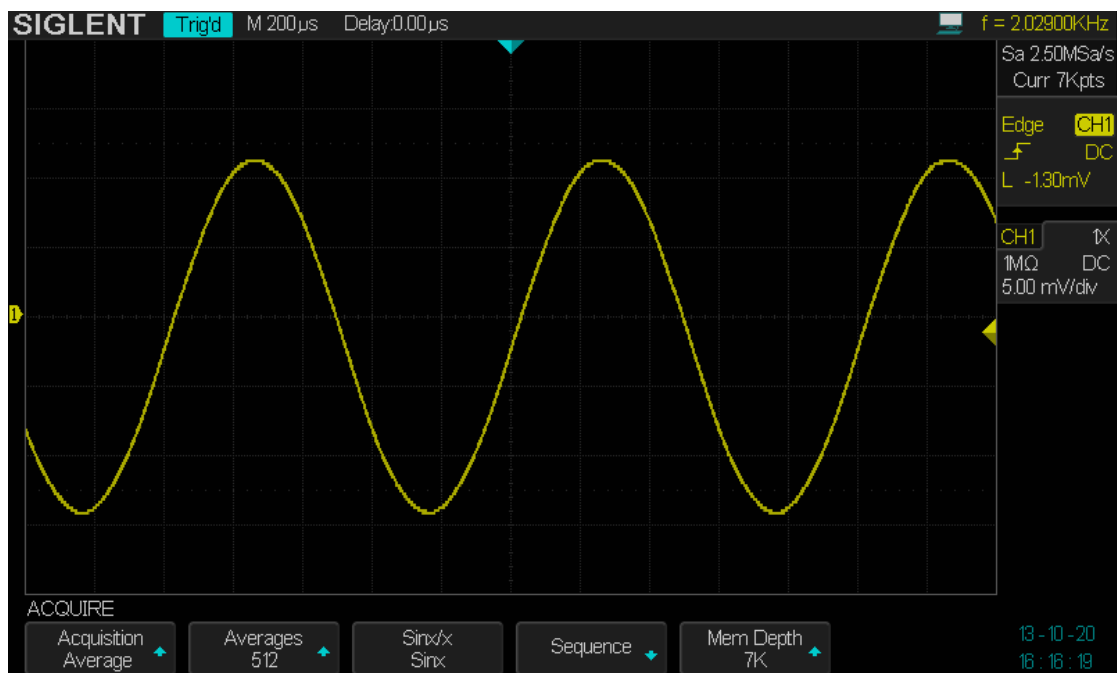 SIGLENT Trig'd M 200µs Delay:0.00µs f = 2.02900KHz
Sa 2.50MSa/s
Curr 7Kpts
Edge CH1
DC
L -1.30mV
CH1 1X
1MΩ DC
5.00 mV/div
1
ACQUIRE
Acquisition
Average
Averages
512
Sinx/x
Sinx
Sequence
Mem Depth
7K
13-10-20
16:16:19